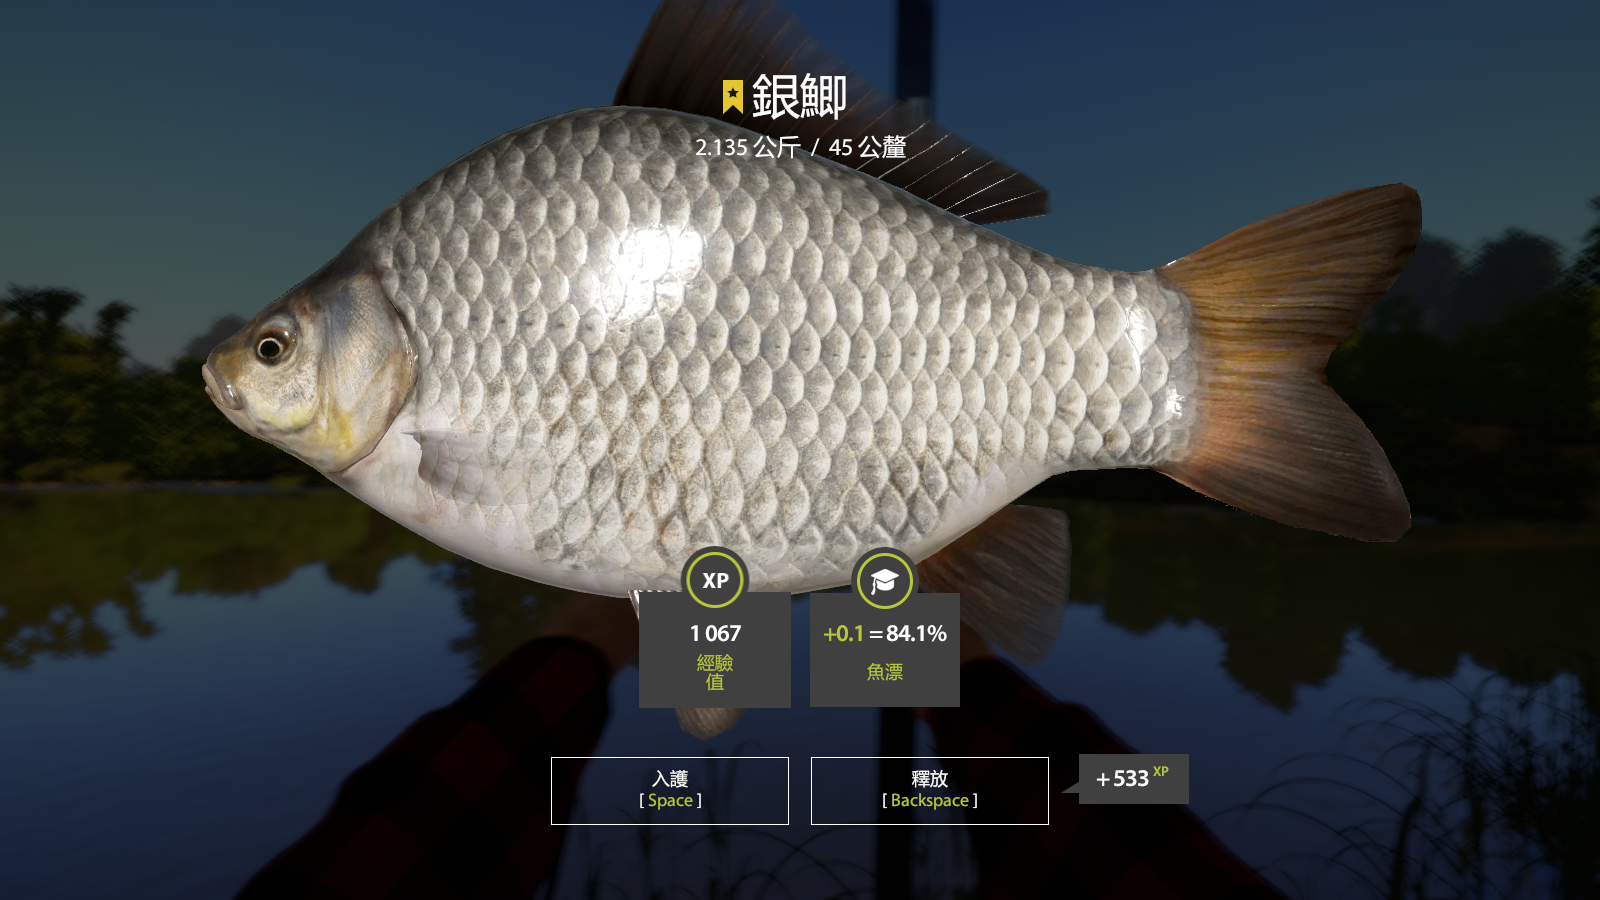 銀鯽
2.135 公斤 / 45 公釐
XP
1 067
經驗
值
+0.1 = 84.1%
魚漂
入護
[ Space ]
釋放
[ Backspace ]
+ 533 XP